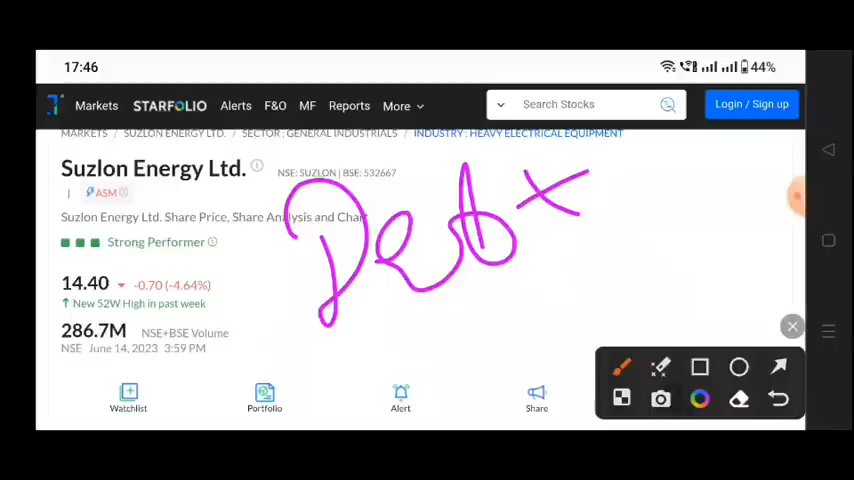 17:46 44%
Markets STARFOLIO Alerts F&O MF Reports More Search Stocks Login / Sign up
MARKETS / SUZLON ENERGY LTD. / SECTOR : GENERAL INDUSTRIALS / INDUSTRY : HEAVY ELECTRICAL EQUIPMENT
Suzlon Energy Ltd. NSE: SUZLON | BSE: 532667
| ASM
Suzlon Energy Ltd. Share Price, Share Analysis and Chart
Debt
Strong Performer
14.40 -0.70 (-4.64%)
New 52W High in past week
286.7M NSE+BSE Volume
NSE June 14, 2023 3:59 PM
Watchlist Portfolio Alert Share